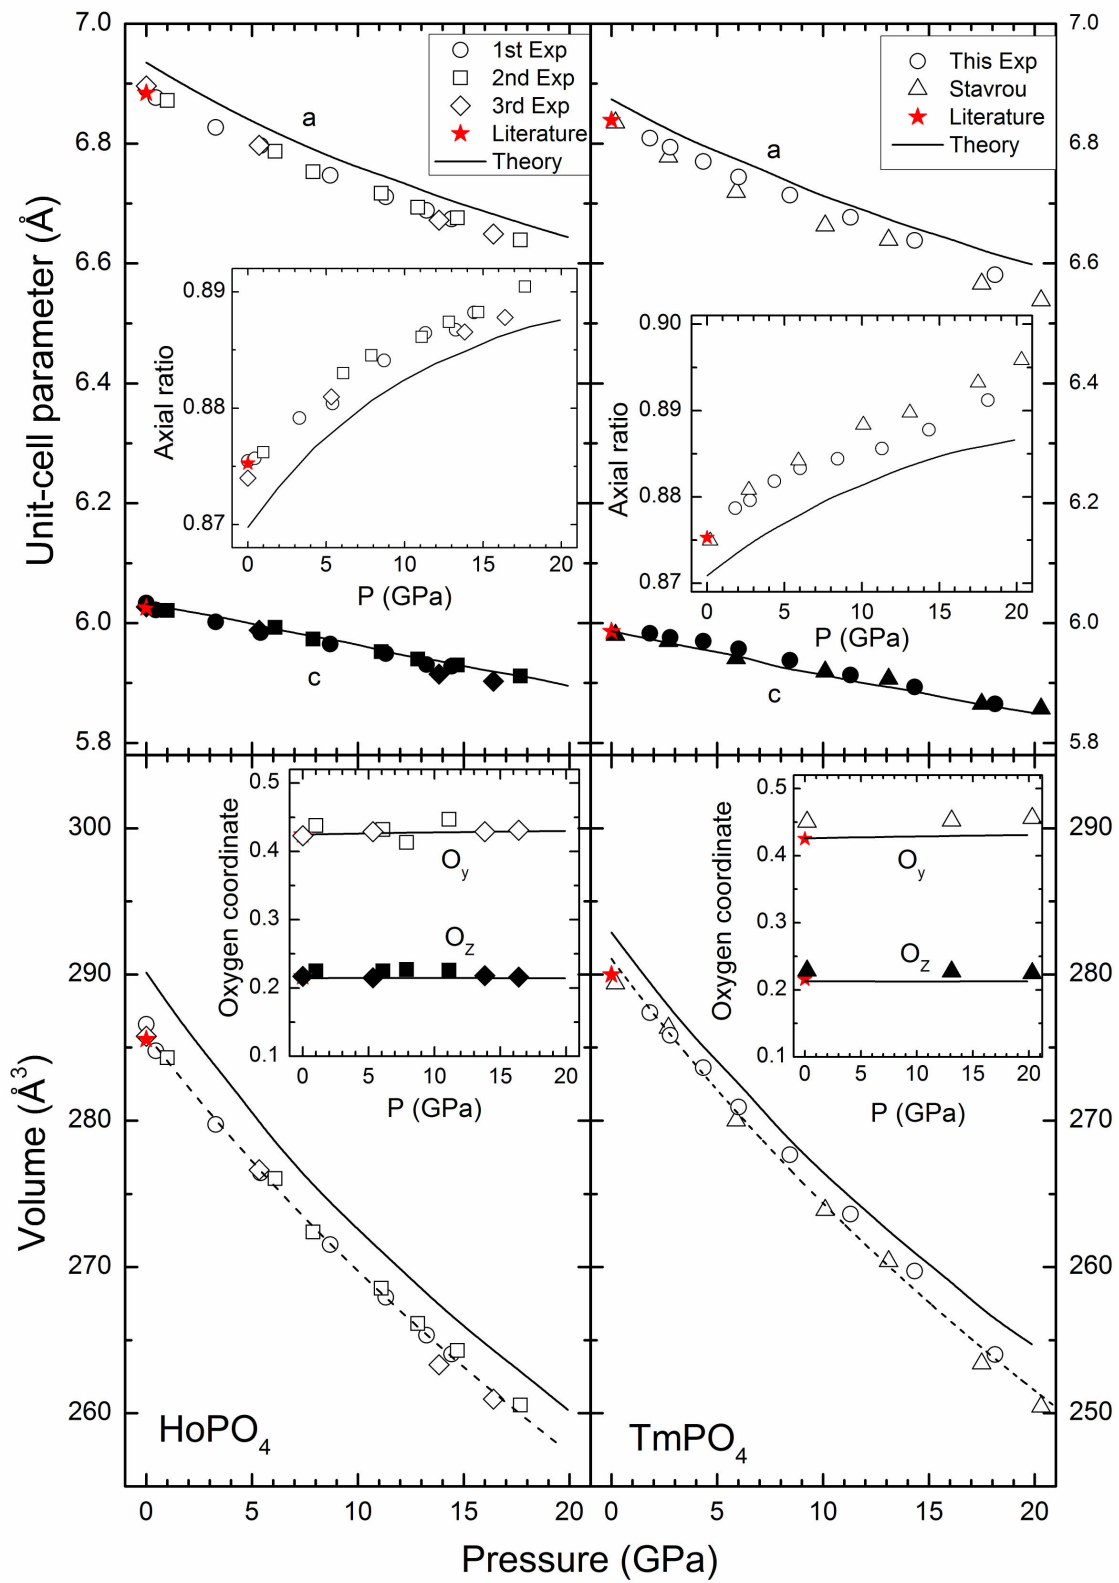 Unit-cell parameter (Å)
7.0
6.8
6.6
6.4
6.2
6.0
5.8
1st Exp
2nd Exp
3rd Exp
Literature
Theory
a
Axial ratio
0.89
0.88
0.87
0 5 10 15 20
P (GPa)
c
This Exp
Stavrou
Literature
Theory
a
Axial ratio
0.90
0.89
0.88
0.87
0 5 10 15 20
P (GPa)
c
7.0
6.8
6.6
6.4
6.2
6.0
5.8
Volume (Å³)
300
290
280
270
260
Oxygen coordinate
0.5
0.4
0.3
0.2
0.1
O_y
O_z
0 5 10 15 20
P (GPa)
HoPO₄
Oxygen coordinate
0.5
0.4
0.3
0.2
0.1
O_y
O_z
0 5 10 15 20
P (GPa)
TmPO₄
290
280
270
260
250
0 5 10 15 20
0 5 10 15 20
Pressure (GPa)